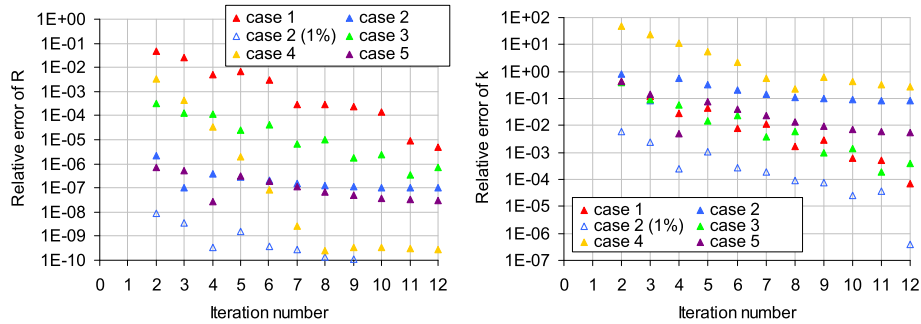 1E+00
1E-01
1E-02
1E-03
1E-04
1E-05
1E-06
1E-07
1E-08
1E-09
1E-10
Relative error of R
case 1 case 2
case 2 (1%) case 3
case 4 case 5
0 1 2 3 4 5 6 7 8 9 10 11 12
Iteration number
1E+02
1E+01
1E+00
1E-01
1E-02
1E-03
1E-04
1E-05
1E-06
1E-07
Relative error of k
case 1 case 2
case 2 (1%) case 3
case 4 case 5
0 1 2 3 4 5 6 7 8 9 10 11 12
Iteration number